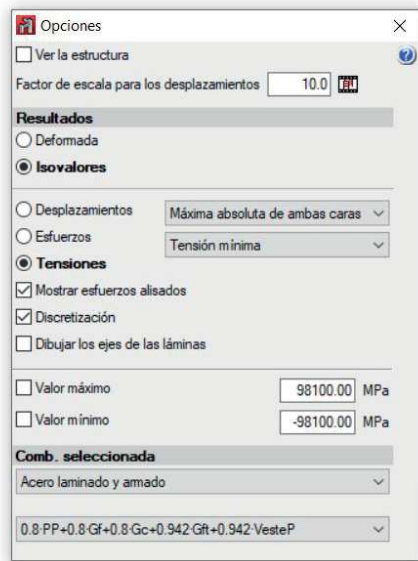 Opciones
Ver la estructura
Factor de escala para los desplazamientos 10.0
Resultados
Deformada
Isovalores
Desplazamientos Máxima absoluta de ambas caras
Esfuerzos Tensión mínima
Tensiones
Mostrar esfuerzos alisados
Discretización
Dibujar los ejes de las láminas
Valor máximo 98100.00 MPa
Valor mínimo -98100.00 MPa
Comb. seleccionada
Acero laminado y armado
0.8·PP+0.8·Gf+0.8·Gc+0.942·Gft+0.942·VesteP